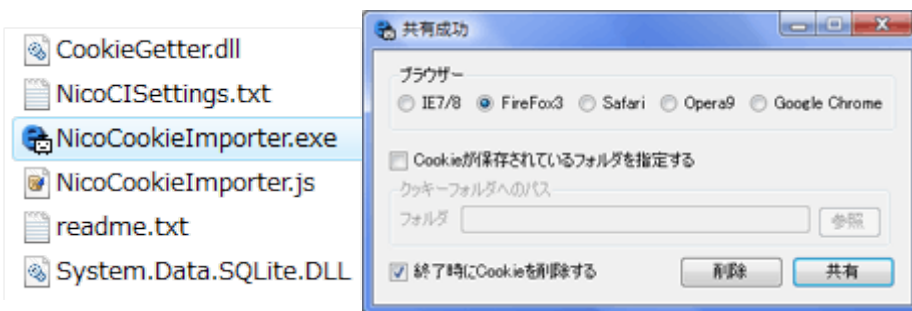 CookieGetter.dll
NicoCISettings.txt
NicoCookieImporter.exe
NicoCookieImporter.js
readme.txt
System.Data.SQLite.DLL
共有成功
ブラウザー
IE7/8 FireFox3 Safari Opera9 Google Chrome
Cookieが保存されているフォルダを指定する
クッキーフォルダへのパス
フォルダ 参照
終了時にCookieを削除する 削除 共有